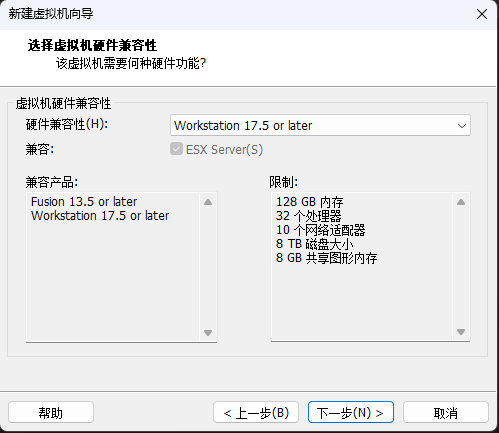 新建虚拟机向导
选择虚拟机硬件兼容性
该虚拟机需要何种硬件功能?
虚拟机硬件兼容性
硬件兼容性(H): Workstation 17.5 or later
兼容: ESX Server(S)
兼容产品:
Fusion 13.5 or later
Workstation 17.5 or later
限制:
128 GB 内存
32 个处理器
10 个网络适配器
8 TB 磁盘大小
8 GB 共享图形内存
帮助 < 上一步(B) 下一步(N) > 取消